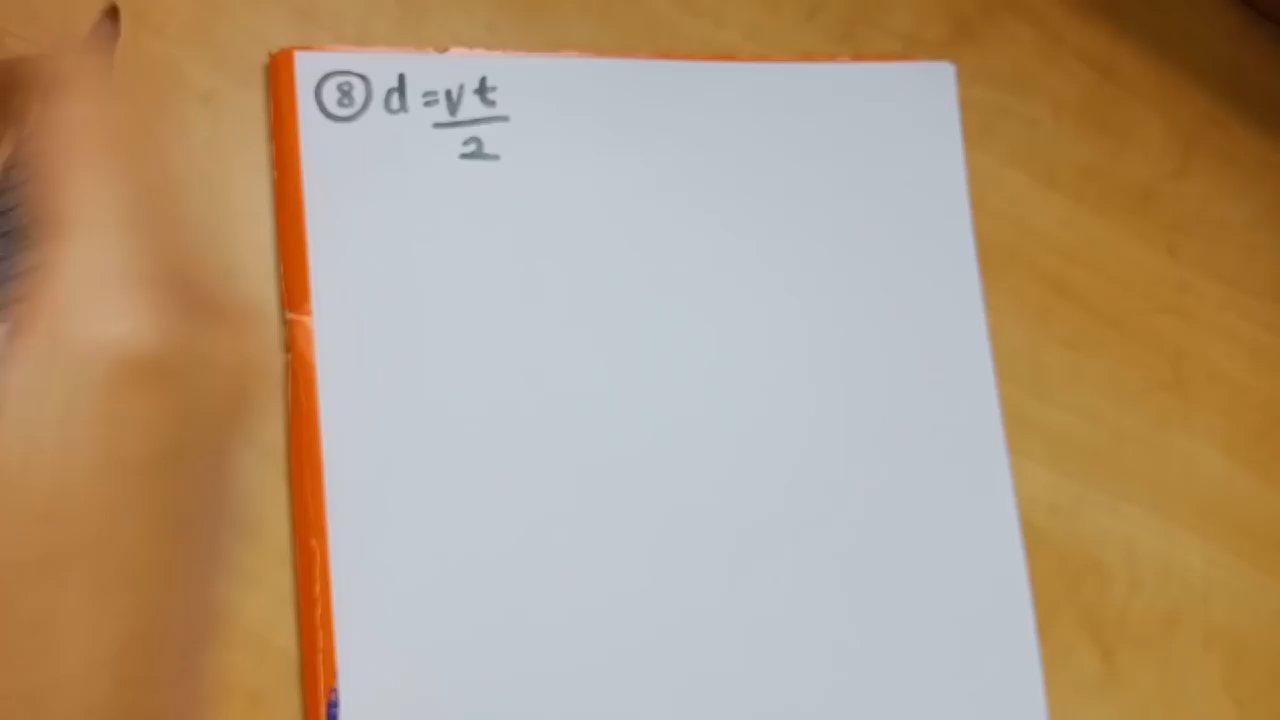 ⑧ d = vt
2